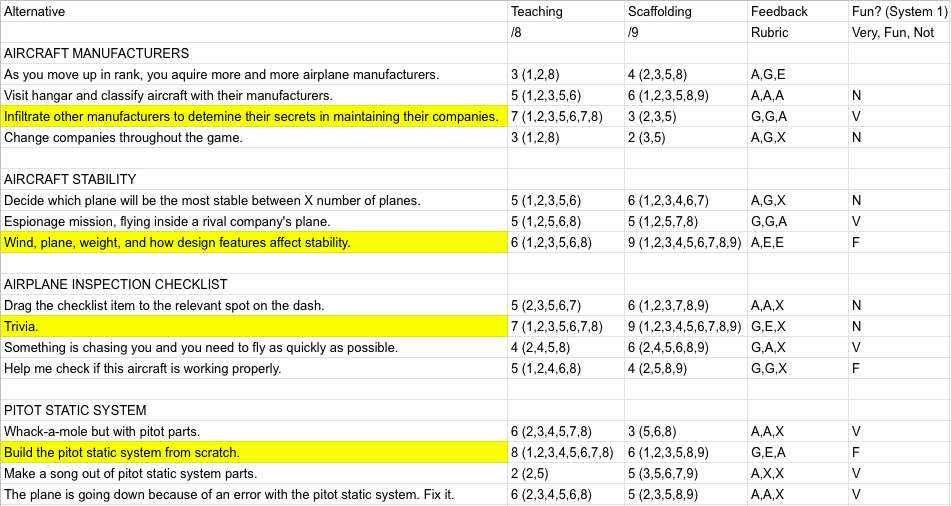 Alternative Teaching Scaffolding Feedback Fun? (System 1)
/8 /9 Rubric Very, Fun, Not
AIRCRAFT MANUFACTURERS
As you move up in rank, you aquire more and more airplane manufacturers. 3 (1,2,8) 4 (2,3,5,8) A,G,E
Visit hangar and classify aircraft with their manufacturers. 5 (1,2,3,5,6) 6 (1,2,3,5,8,9) A,A,A N
Infiltrate other manufacturers to detemine their secrets in maintaining their companies. 7 (1,2,3,5,6,7,8) 3 (2,3,5) G,G,A V
Change companies throughout the game. 3 (1,2,8) 2 (3,5) A,G,X N
AIRCRAFT STABILITY
Decide which plane will be the most stable between X number of planes. 5 (1,2,3,5,6) 6 (1,2,3,4,6,7) A,G,X N
Espionage mission, flying inside a rival company's plane. 5 (1,2,5,6,8) 5 (1,2,5,7,8) G,G,A V
Wind, plane, weight, and how design features affect stability. 6 (1,2,3,5,6,8) 9 (1,2,3,4,5,6,7,8,9) A,E,E F
AIRPLANE INSPECTION CHECKLIST
Drag the checklist item to the relevant spot on the dash. 5 (2,3,5,6,7) 6 (1,2,3,7,8,9) A,A,X N
Trivia. 7 (1,2,3,5,6,7,8) 9 (1,2,3,4,5,6,7,8,9) G,E,X N
Something is chasing you and you need to fly as quickly as possible. 4 (2,4,5,8) 6 (2,4,5,6,8,9) G,A,X V
Help me check if this aircraft is working properly. 5 (1,2,4,6,8) 4 (2,5,8,9) G,G,X F
PITOT STATIC SYSTEM
Whack-a-mole but with pitot parts. 6 (2,3,4,5,7,8) 3 (5,6,8) A,A,X V
Build the pitot static system from scratch. 8 (1,2,3,4,5,6,7,8) 6 (1,2,3,5,8,9) G,E,A F
Make a song out of pitot static system parts. 2 (2,5) 5 (3,5,6,7,9) A,X,X V
The plane is going down because of an error with the pitot static system. Fix it. 6 (2,3,4,5,6,8) 5 (2,3,5,8,9) A,A,X V